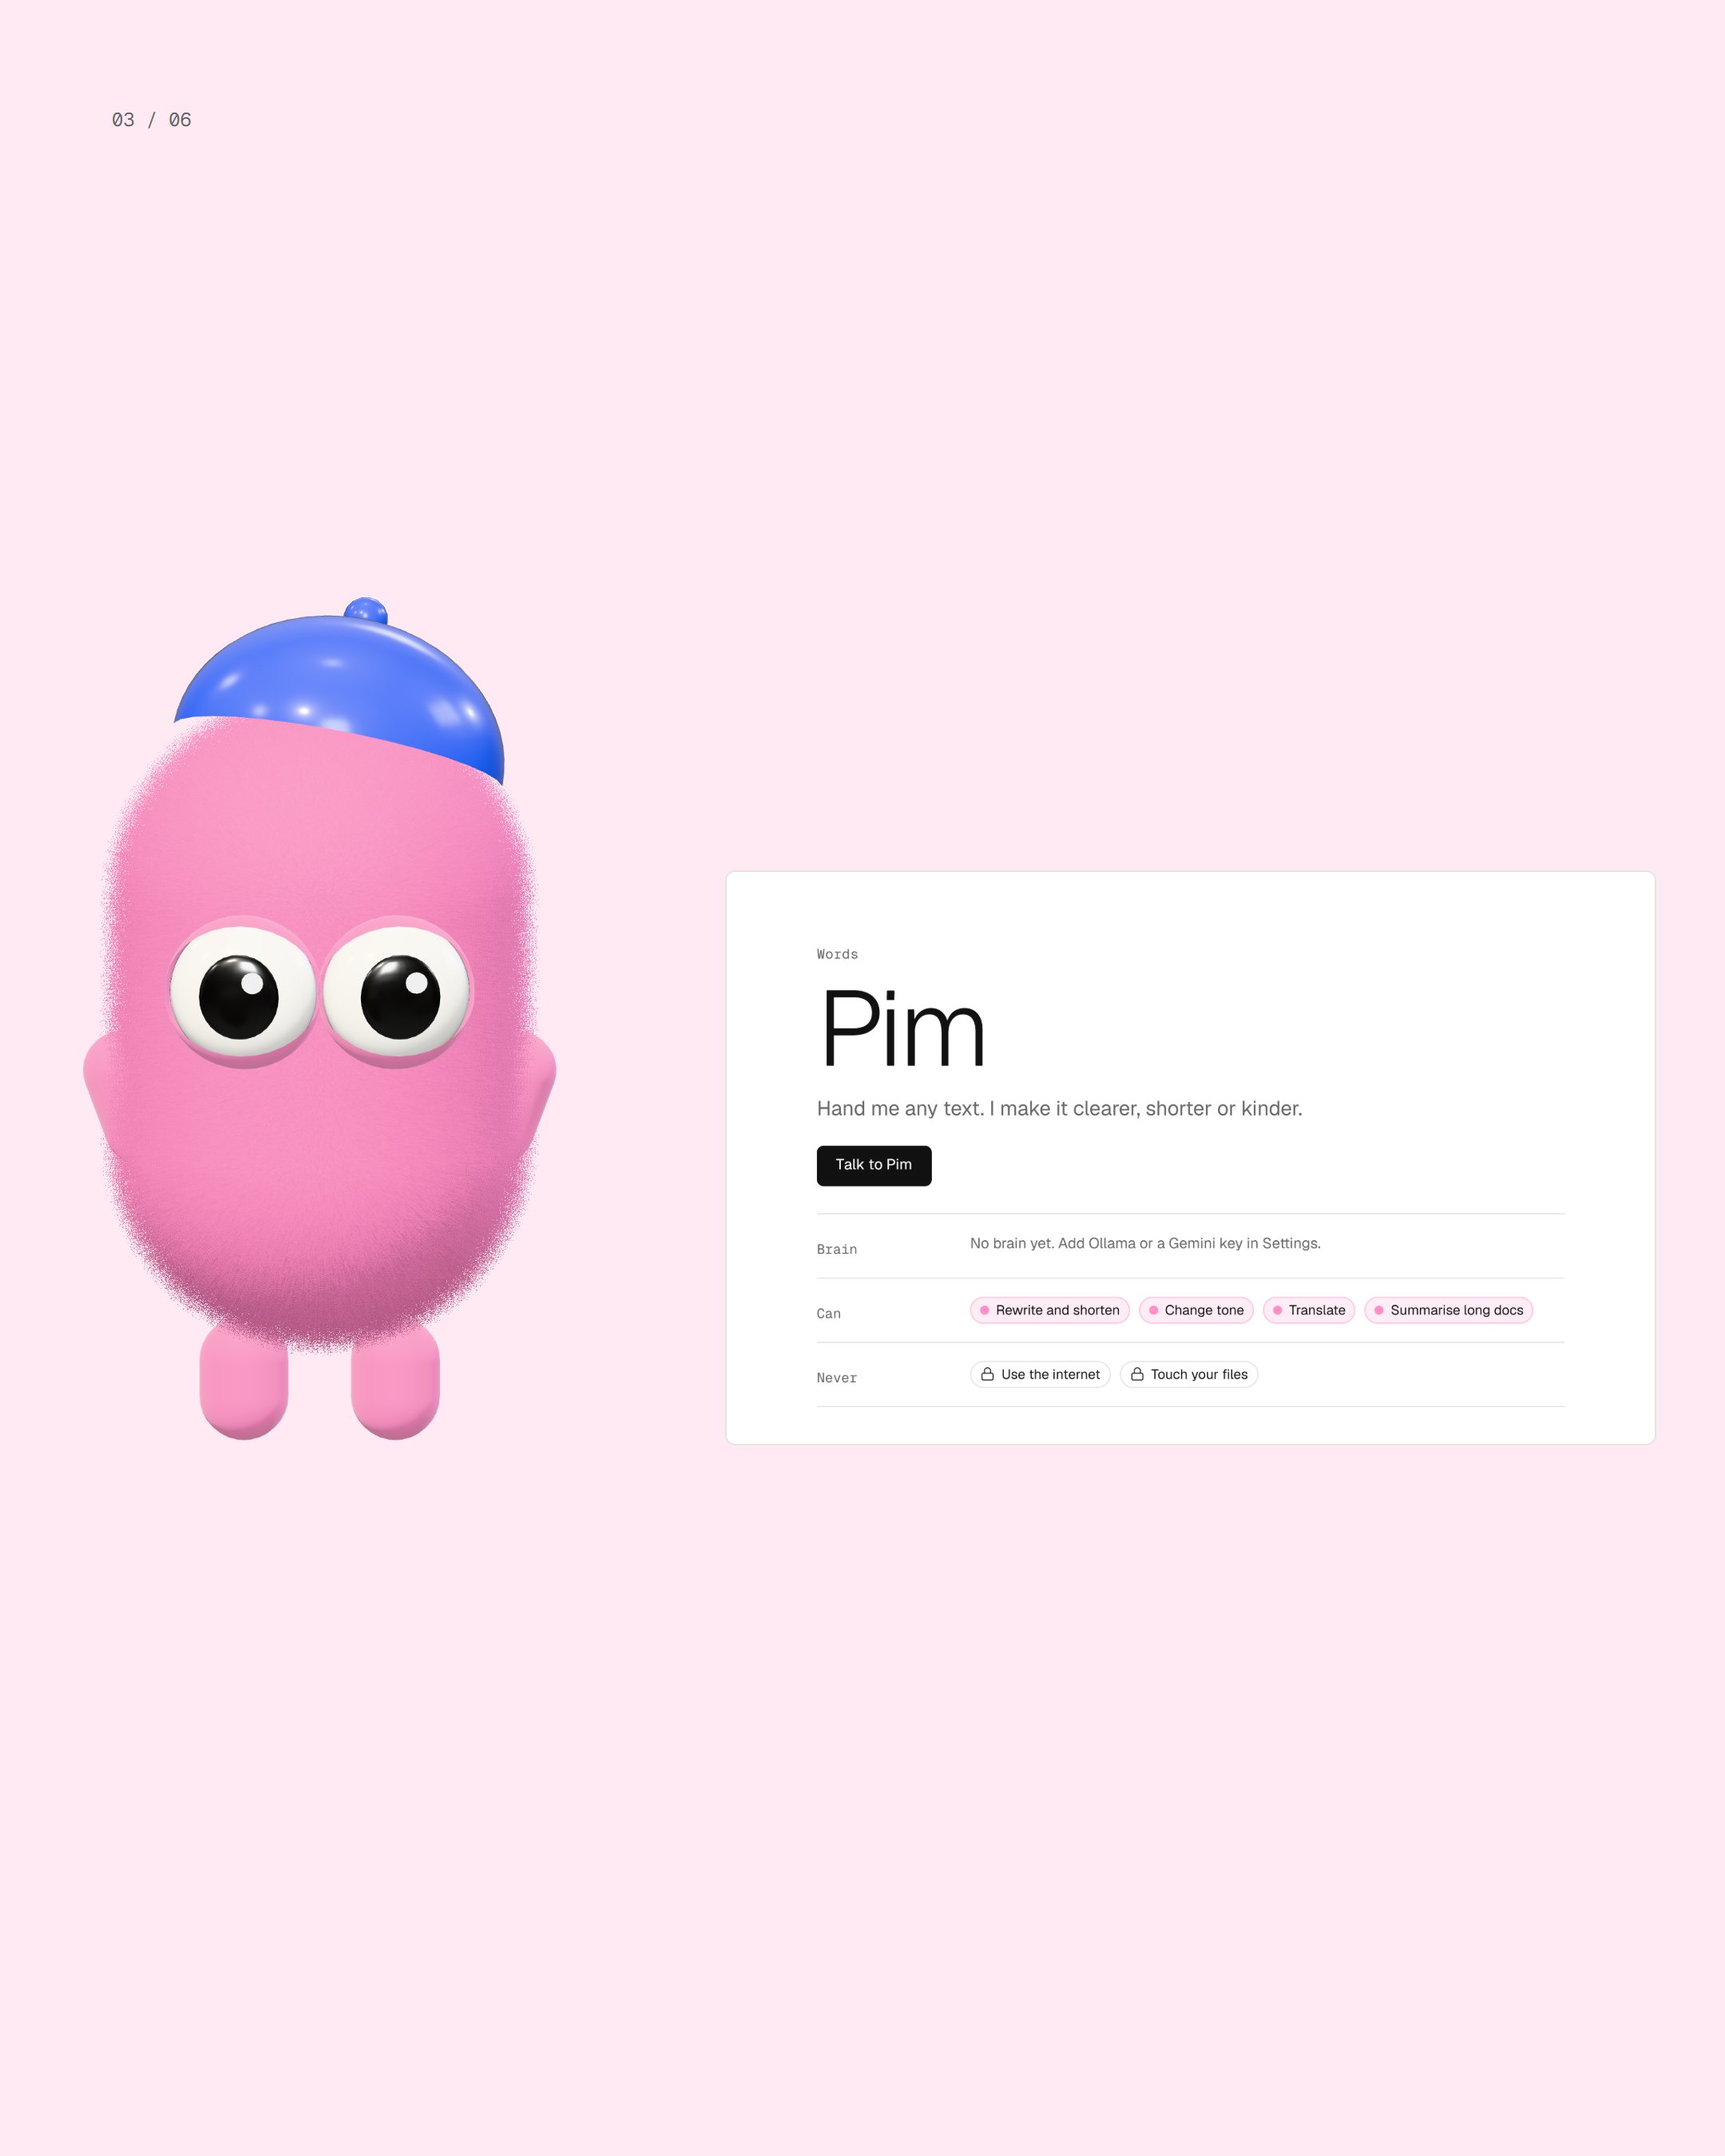 03 / 06
Words
Pim
Hand me any text. I make it clearer, shorter or kinder.
Talk to Pim
Brain
No brain yet. Add Ollama or a Gemini key in Settings.
Can
Rewrite and shorten
Change tone
Translate
Summarise long docs
Never
Use the internet
Touch your files